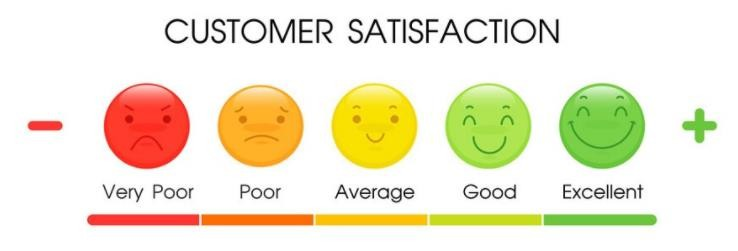 CUSTOMER SATISFACTION
Very Poor Poor Average Good Excellent